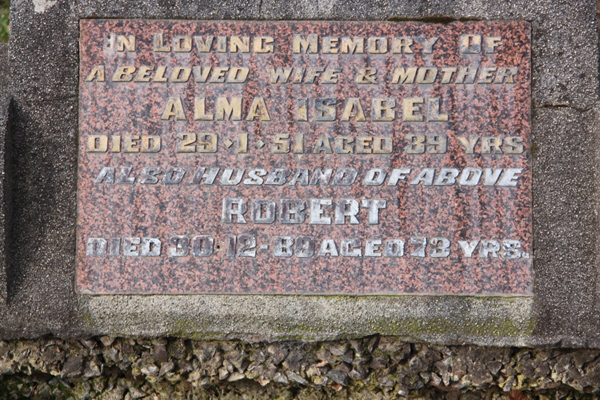 IN LOVING MEMORY OF
A BELOVED WIFE & MOTHER
ALMA ISABEL
DIED 29·1·51 AGED 39 YRS
ALSO HUSBAND OF ABOVE
ROBERT
DIED 30·12·89 AGED 73 YRS.